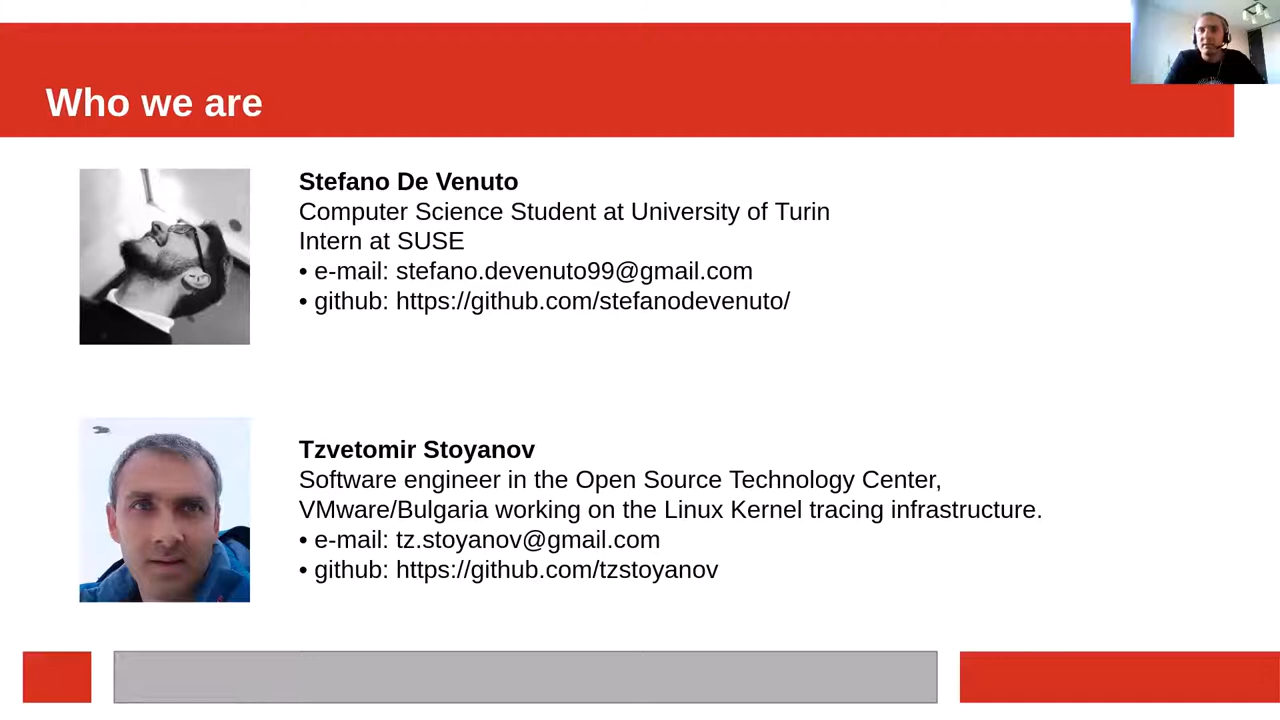 Who we are
Stefano De Venuto
Computer Science Student at University of Turin
Intern at SUSE
• e-mail: stefano.devenuto99@gmail.com
• github: https://github.com/stefanodevenuto/
Tzvetomir Stoyanov
Software engineer in the Open Source Technology Center,
VMware/Bulgaria working on the Linux Kernel tracing infrastructure.
• e-mail: tz.stoyanov@gmail.com
• github: https://github.com/tzstoyanov